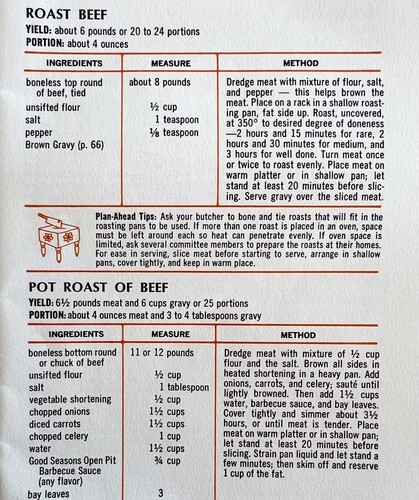 ROAST BEEF
YIELD: about 6 pounds or 20 to 24 portions
PORTION: about 4 ounces
INGREDIENTS MEASURE METHOD
boneless top round of beef, tied about 8 pounds
unsifted flour ½ cup
salt 1 teaspoon
pepper ⅛ teaspoon
Brown Gravy (p. 66)
Dredge meat with mixture of flour, salt,
and pepper — this helps brown the
meat. Place on a rack in a shallow roast-
ing pan, fat side up. Roast, uncovered,
at 350° to desired degree of doneness
—2 hours and 15 minutes for rare, 2
hours and 30 minutes for medium, and
3 hours for well done. Turn meat once
or twice to roast evenly. Place meat on
warm platter or in shallow pan; let
stand at least 20 minutes before slic-
ing. Serve gravy over the sliced meat.
Plan-Ahead Tips: Ask your butcher to bone and tie roasts that will fit in the
roasting pans to be used. If more than one roast is placed in an oven, space
must be left around each so heat can penetrate evenly. If oven space is
limited, ask several committee members to prepare the roasts at their homes.
For ease in serving, slice meat before starting to serve, arrange in shallow
pans, cover tightly, and keep in warm place.
POT ROAST OF BEEF
YIELD: 6½ pounds meat and 6 cups gravy or 25 portions
PORTION: about 4 ounces meat and 3 to 4 tablespoons gravy
INGREDIENTS MEASURE METHOD
boneless bottom round 11 or 12 pounds
or chuck of beef
unsifted flour ½ cup
salt 1 tablespoon
vegetable shortening ½ cup
chopped onions 1½ cups
diced carrots 1½ cups
chopped celery 1 cup
water 1½ cups
Good Seasons Open Pit ¾ cup
Barbecue Sauce
(any flavor)
bay leaves 3
Dredge meat with mixture of ½ cup
flour and the salt. Brown all sides in
heated shortening in a heavy pan. Add
onions, carrots, and celery; sauté until
lightly browned. Then add 1½ cups
water, barbecue sauce, and bay leaves.
Cover tightly and simmer about 3½
hours, or until meat is tender. Place
meat on warm platter or in shallow pan;
let stand at least 20 minutes before
slicing. Strain pan liquid and let stand a
few minutes; then skim off and reserve
1 cup of the fat.